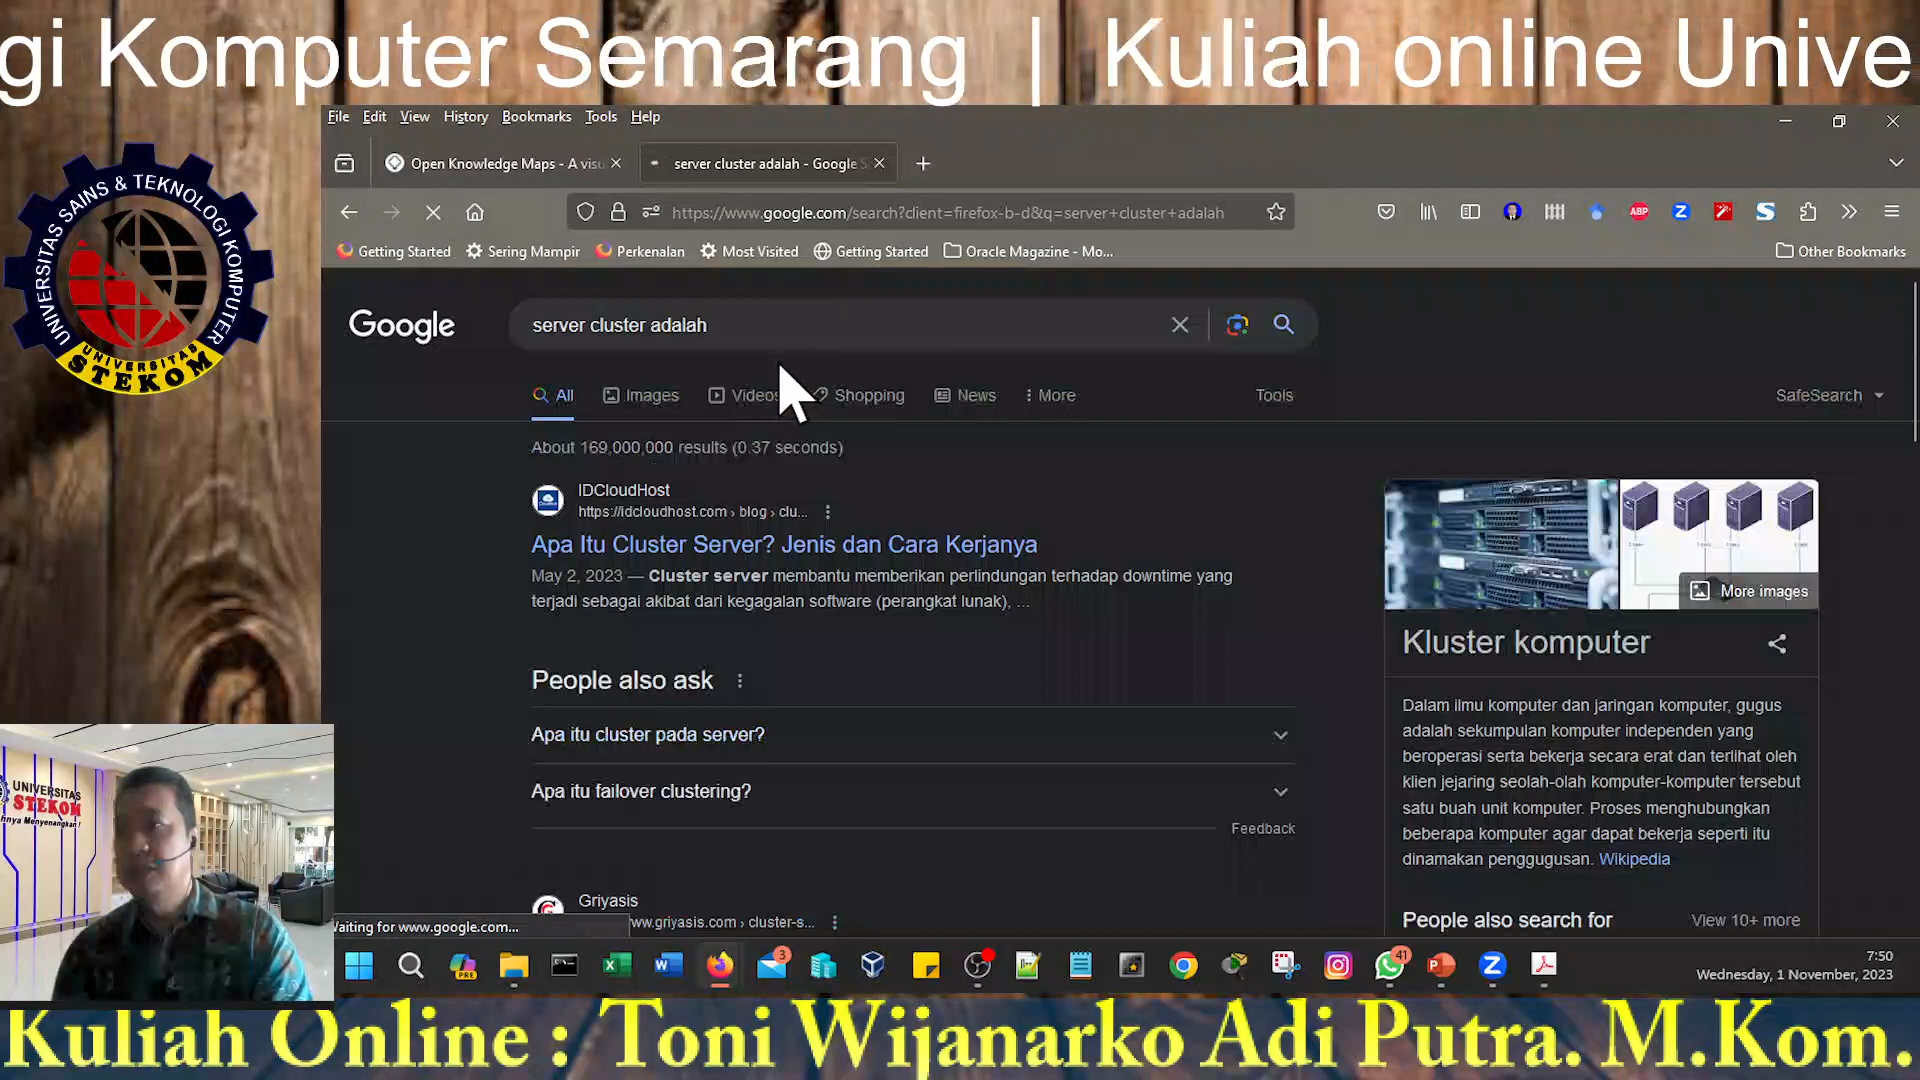 gi Komputer Semarang | Kuliah online Unive
File Edit View History Bookmarks Tools Help
Open Knowledge Maps - A visu
server cluster adalah - Google S
https://www.google.com/search?client=firefox-b-d&q=server+cluster+adalah
ABP
Getting Started
Sering Mampir
Perkenalan
Most Visited
Getting Started
Oracle Magazine - Mo...
Other Bookmarks
UNIVERSITAS SAINS & TEKNOLOGI KOMPUTER
UNIVERSITAS
STEKOM
Google
server cluster adalah
All Images Videos Shopping News More
Tools
SafeSearch
About 169,000,000 results (0.37 seconds)
IDCloudHost
https://idcloudhost.com › blog › clu...
Apa Itu Cluster Server? Jenis dan Cara Kerjanya
May 2, 2023 — Cluster server membantu memberikan perlindungan terhadap downtime yang
terjadi sebagai akibat dari kegagalan software (perangkat lunak), ...
More images
Kluster komputer
Dalam ilmu komputer dan jaringan komputer, gugus
adalah sekumpulan komputer independen yang
beroperasi serta bekerja secara erat dan terlihat oleh
klien jejaring seolah-olah komputer-komputer tersebut
satu buah unit komputer. Proses menghubungkan
beberapa komputer agar dapat bekerja seperti itu
dinamakan penggugusan. Wikipedia
People also search for
View 10+ more
People also ask
Apa itu cluster pada server?
Apa itu failover clustering?
Feedback
Griyasis
www.griyasis.com › cluster-s...
Waiting for www.google.com...
UNIVERSITAS
STEKOM
hnya Menyenangkan!
PRE
3
41
7:50
Wednesday, 1 November, 2023
Kuliah Online : Toni Wijanarko Adi Putra. M.Kom.